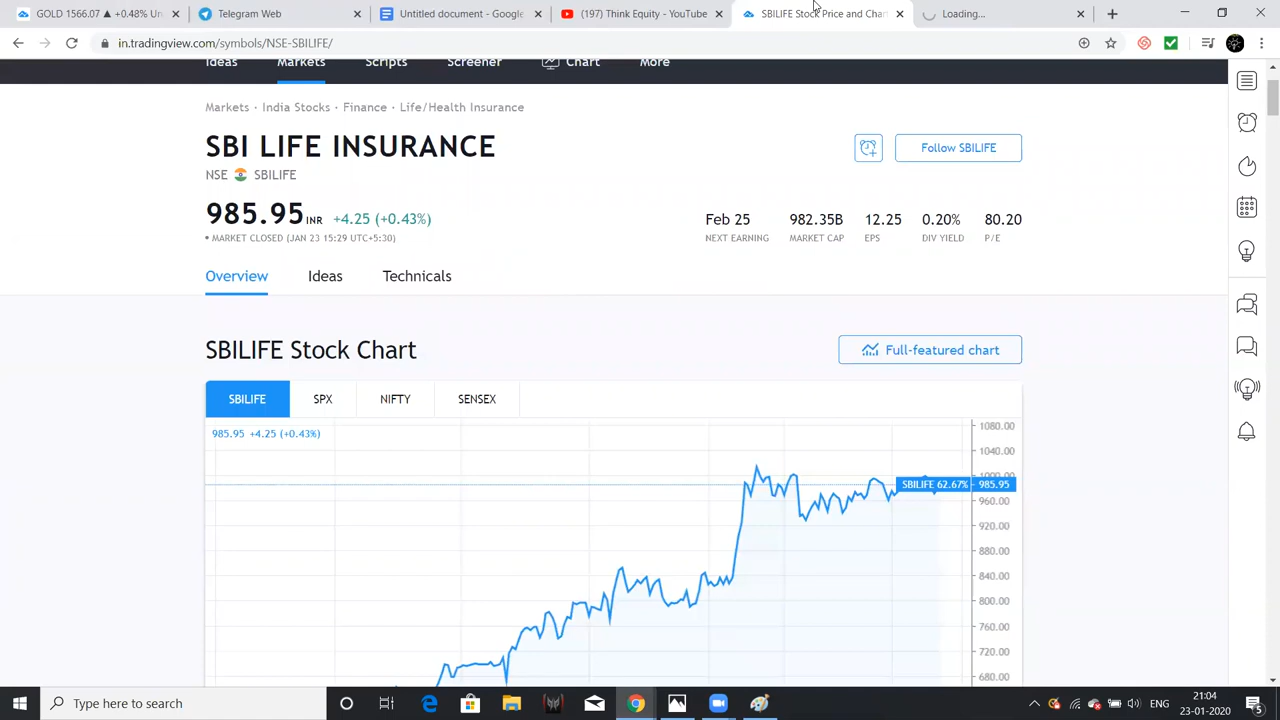 GOLD 1566.07 ▲ +0.48% Un
Telegram Web
Untitled document - Google
(197) Think Equity - YouTube
SBILIFE Stock Price and Char
Loading...
in.tradingview.com/symbols/NSE-SBILIFE/
Ideas
Markets
Scripts
Screener
Chart
More
Markets · India Stocks · Finance · Life/Health Insurance
SBI LIFE INSURANCE
Follow SBILIFE
NSE SBILIFE
985.95 INR +4.25 (+0.43%)
Feb 25 982.35B 12.25 0.20% 80.20
• MARKET CLOSED (JAN 23 15:29 UTC+5:30)
NEXT EARNING MARKET CAP EPS DIV YIELD P/E
Overview Ideas Technicals
SBILIFE Stock Chart
Full-featured chart
SBILIFE SPX NIFTY SENSEX
985.95 +4.25 (+0.43%)
1080.00
1040.00
1000.00
SBILIFE 62.67% 985.95
960.00
920.00
880.00
840.00
800.00
760.00
720.00
680.00
Type here to search
ENG
21:04
23-01-2020
5